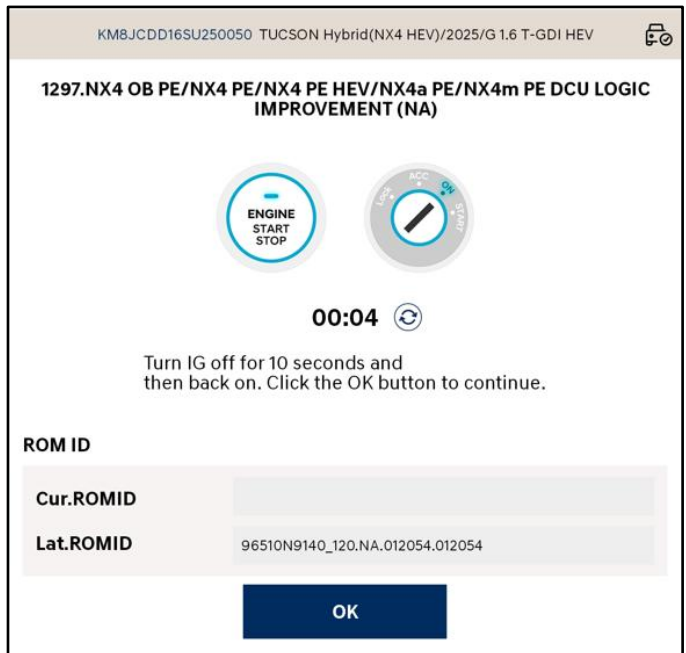 KM8JCDD16SU250050 TUCSON Hybrid(NX4 HEV)/2025/G 1.6 T-GDI HEV
1297.NX4 OB PE/NX4 PE/NX4 PE HEV/NX4a PE/NX4m PE DCU LOGIC
IMPROVEMENT (NA)
ENGINE
START
STOP
LOCK
ACC
ON
START
00:04
Turn IG off for 10 seconds and
then back on. Click the OK button to continue.
ROM ID
Cur.ROMID
Lat.ROMID
96510N9140_120.NA.012054.012054
OK